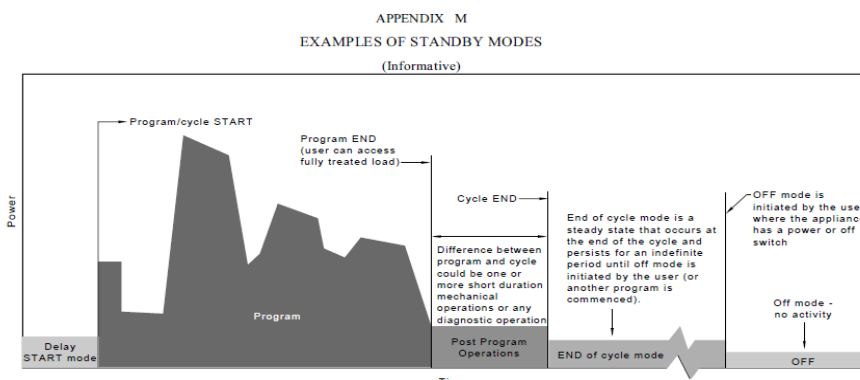 APPENDIX M
EXAMPLES OF STANDBY MODES
(Informative)
Program/cycle START
Program END
(user can access
fully treated load)
Cycle END
Power
Difference between
program and cycle
could be one or
more short duration
mechanical
operations or any
diagnostic operation
End of cycle mode is a
steady state that occurs at
the end of the cycle and
persists for an indefinite
period until off mode is
initiated by the user (or
another program is
commenced).
OFF mode is
initiated by the use
where the appliance
has a power or off
switch
Off mode -
no activity
Program
Delay
START mode
Post Program
Operations
END of cycle mode
OFF